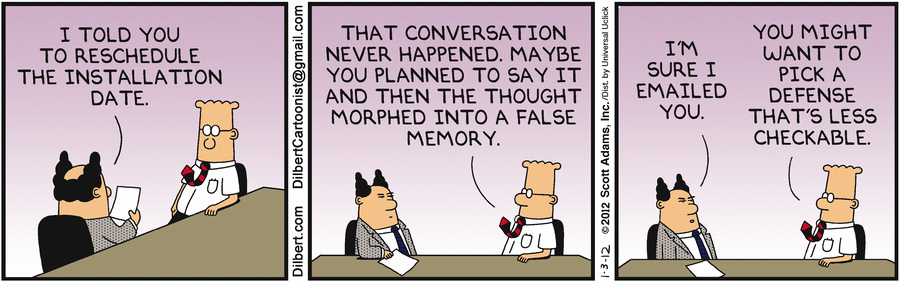 I TOLD YOU
TO RESCHEDULE
THE INSTALLATION
DATE.
Dilbert.com DilbertCartoonist@gmail.com
THAT CONVERSATION
NEVER HAPPENED. MAYBE
YOU PLANNED TO SAY IT
AND THEN THE THOUGHT
MORPHED INTO A FALSE
MEMORY.
1-3-12 ©2012 Scott Adams, Inc./Dist. by Universal Uclick
I'M
SURE I
EMAILED
YOU.
YOU MIGHT
WANT TO
PICK A
DEFENSE
THAT'S LESS
CHECKABLE.